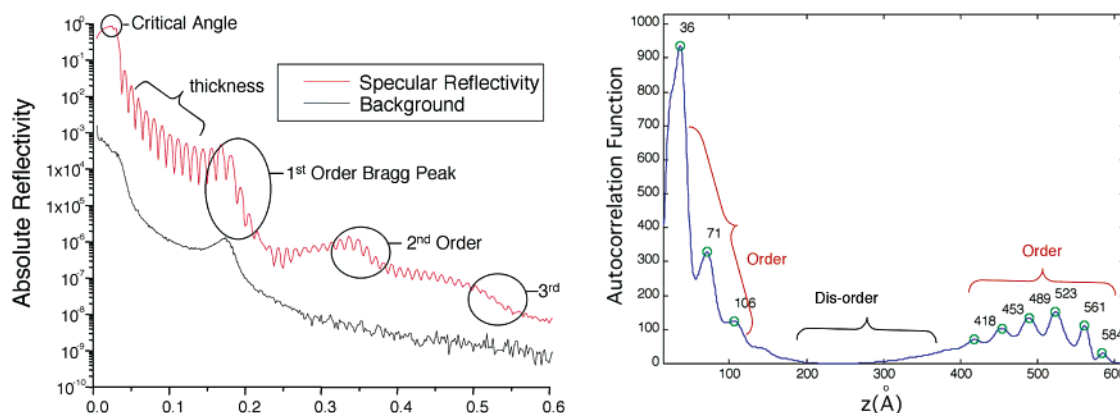 Absolute Reflectivity
10⁰
10⁻¹
10⁻²
10⁻³
1x10⁻⁴
1x10⁻⁵
10⁻⁶
10⁻⁷
10⁻⁸
10⁻⁹
10⁻¹⁰
Critical Angle
thickness
Specular Reflectivity
Background
1ˢᵗ Order Bragg Peak
2ⁿᵈ Order
3ʳᵈ
0.0 0.1 0.2 0.3 0.4 0.5 0.6
Autocorrelation Function
1000
900
800
700
600
500
400
300
200
100
0
36
71
106
Order
Dis-order
Order
418 453 489 523 561 584
100 200 300 400 500 600
z(Å)